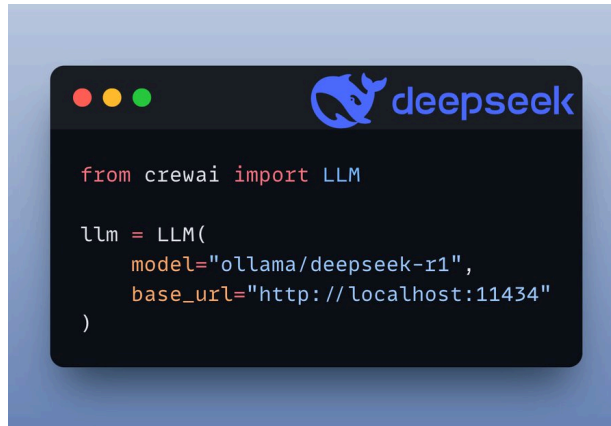 deepseek
from crewai import LLM
llm = LLM(
    model="ollama/deepseek-r1",
    base_url="http://localhost:11434"
)